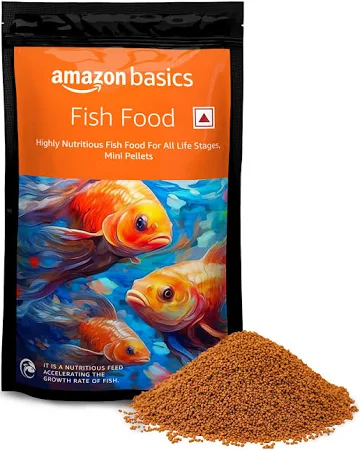 amazon basics
Fish Food
Highly Nutritious Fish Food For All Life Stages,
Mini Pellets
IT IS A NUTRITIOUS FEED
ACCELERATING THE
GROWTH RATE OF FISH.